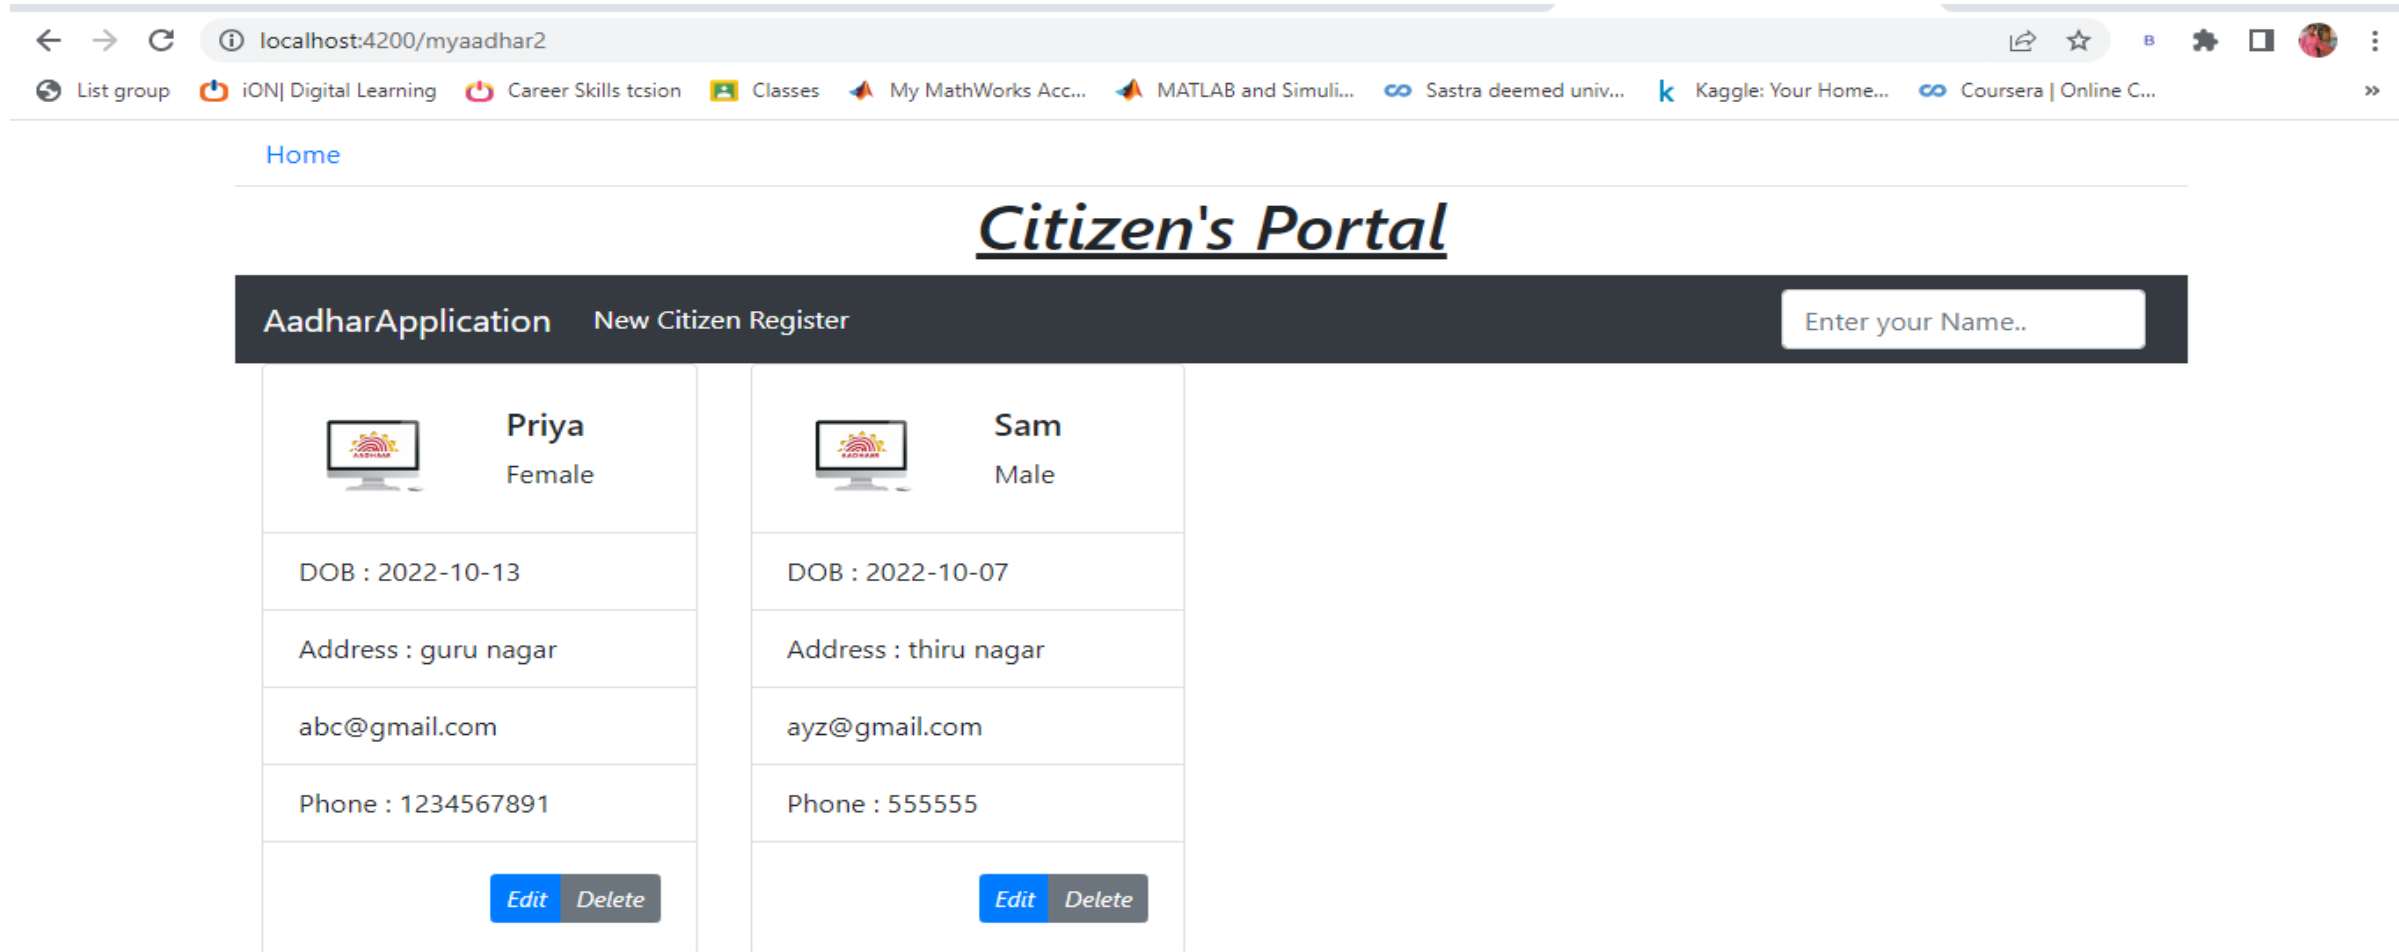 localhost:4200/myaadhar2
B
List group iON| Digital Learning Career Skills tcsion Classes My MathWorks Acc... MATLAB and Simuli... Sastra deemed univ... k Kaggle: Your Home... Coursera | Online C... »
Home
Citizen's Portal
AadharApplication New Citizen Register Enter your Name..
AADHAAR
Priya
Female
DOB : 2022-10-13
Address : guru nagar
abc@gmail.com
Phone : 1234567891
Edit Delete
AADHAAR
Sam
Male
DOB : 2022-10-07
Address : thiru nagar
ayz@gmail.com
Phone : 555555
Edit Delete